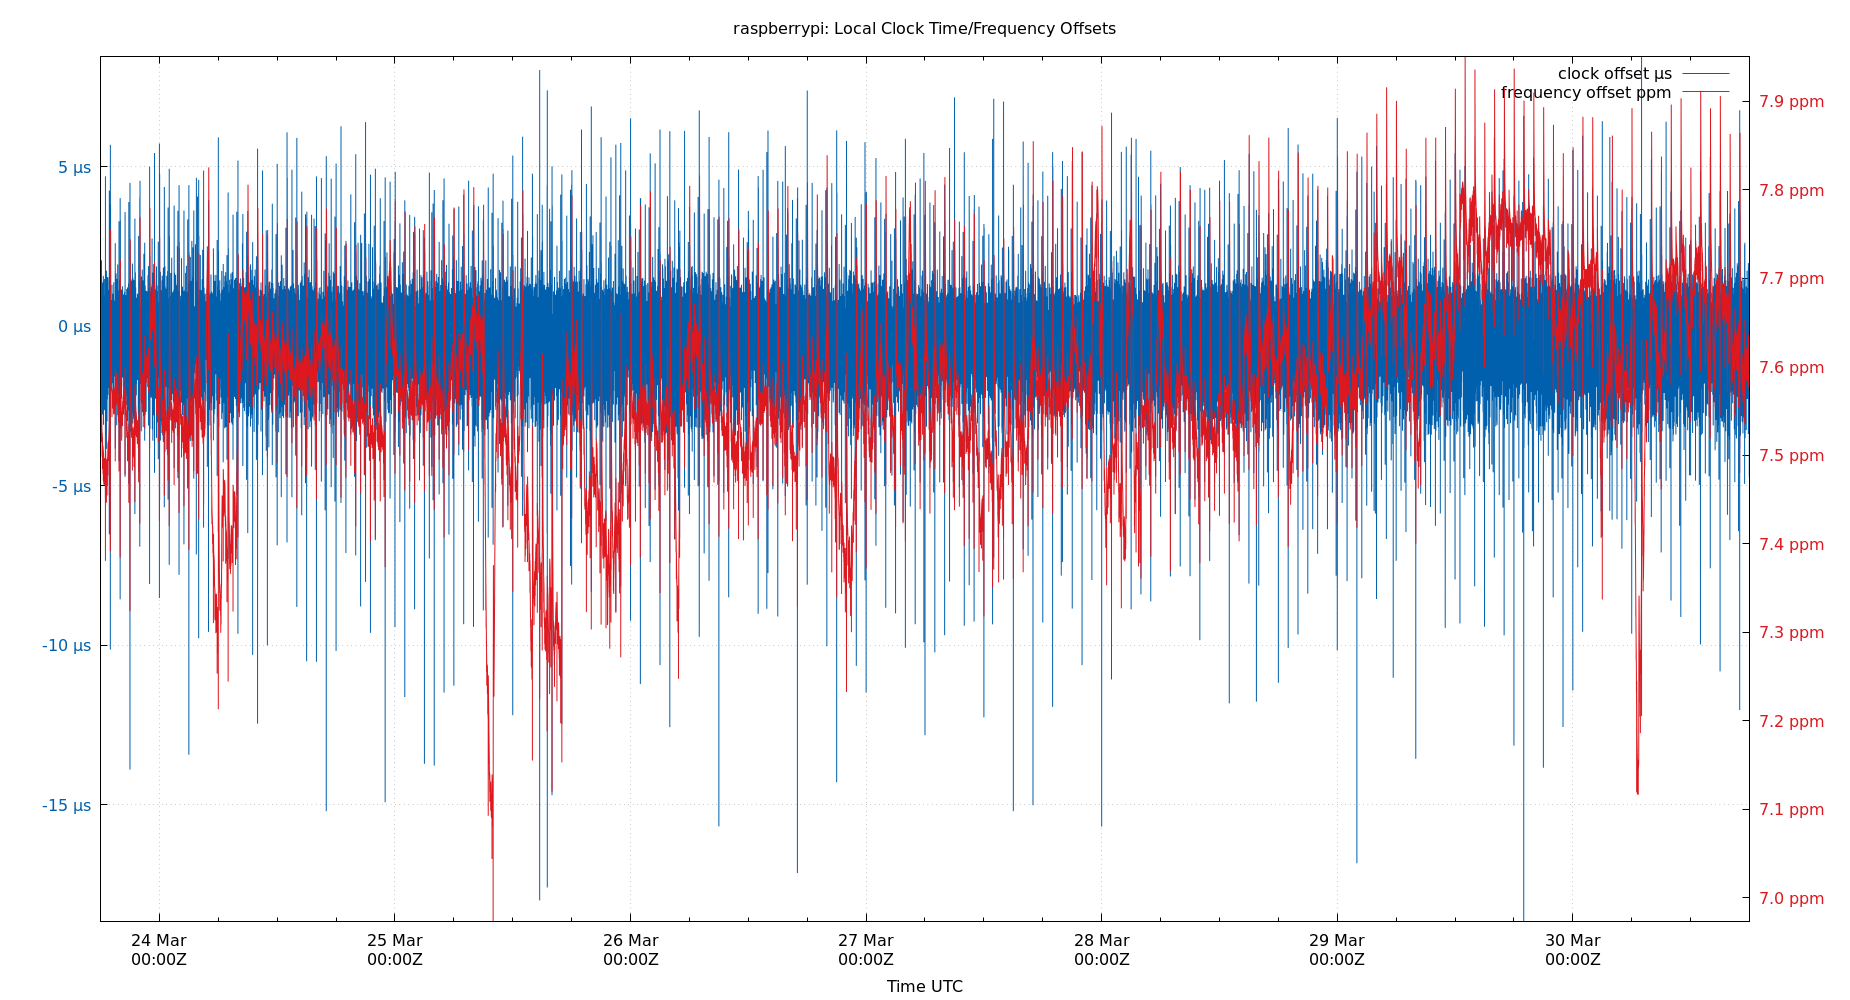 raspberrypi: Local Clock Time/Frequency Offsets
clock offset µs
frequency offset ppm
5 µs
0 µs
-5 µs
-10 µs
-15 µs
7.9 ppm
7.8 ppm
7.7 ppm
7.6 ppm
7.5 ppm
7.4 ppm
7.3 ppm
7.2 ppm
7.1 ppm
7.0 ppm
24 Mar
00:00Z
25 Mar
00:00Z
26 Mar
00:00Z
27 Mar
00:00Z
28 Mar
00:00Z
29 Mar
00:00Z
30 Mar
00:00Z
Time UTC